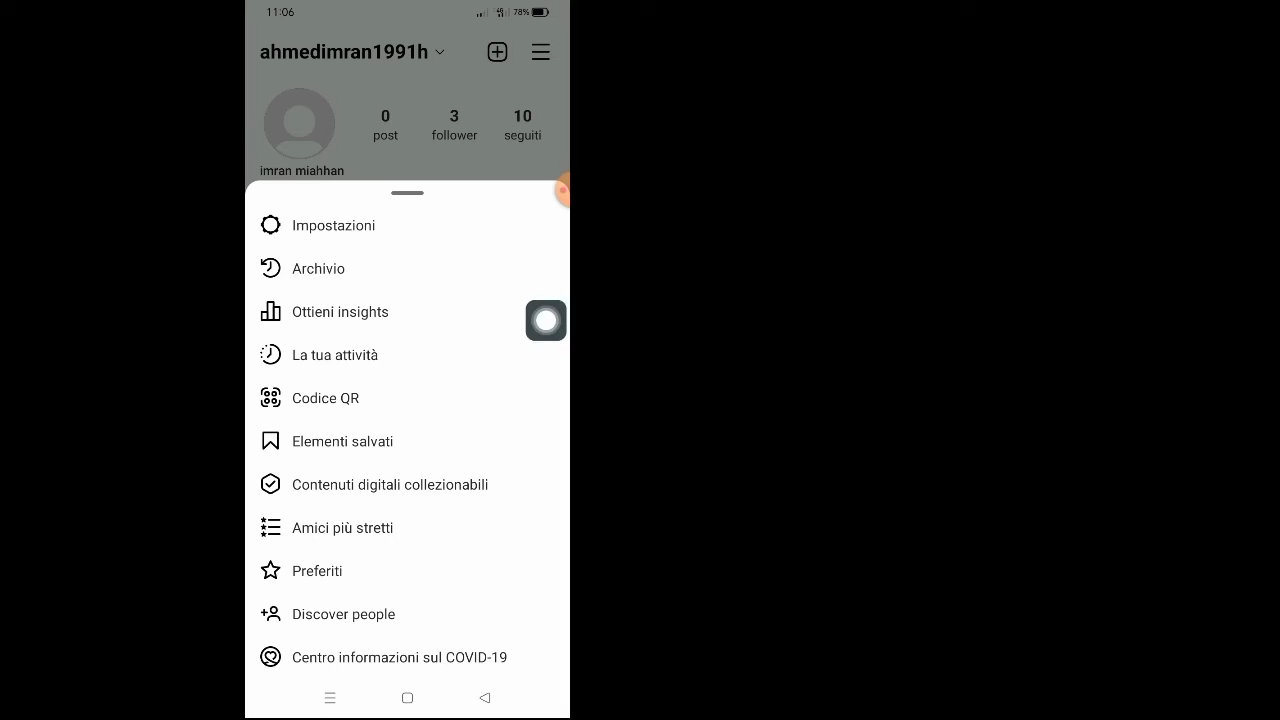 11:06
4G 78%
ahmedimran1991h
0 3 10
post follower seguiti
imran miahhan
Impostazioni
Archivio
Ottieni insights
La tua attività
Codice QR
Elementi salvati
Contenuti digitali collezionabili
Amici più stretti
Preferiti
Discover people
Centro informazioni sul COVID-19